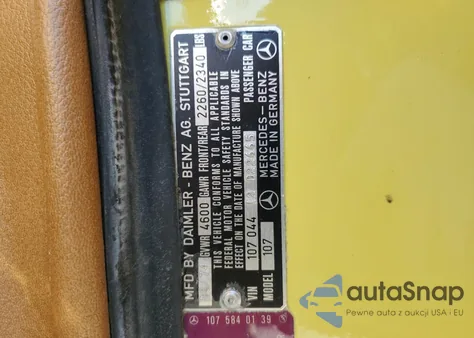 MFD BY DAIMLER - BENZ AG. STUTTGART
GVWR 4600 GAWR FRONT/REAR 2260/2340 LBS
THIS VEHICLE CONFORMS TO ALL APPLICABLE
FEDERAL MOTOR VEHICLE SAFETY STANDARDS IN
EFFECT ON THE DATE OF MANUFACTURE SHOWN ABOVE
VIN 107 044 PASSENGER CAR
MODEL 107 MERCEDES - BENZ
MADE IN GERMANY
107 584 01 39
autoSnap
Pewne auta z aukcji USA i EU